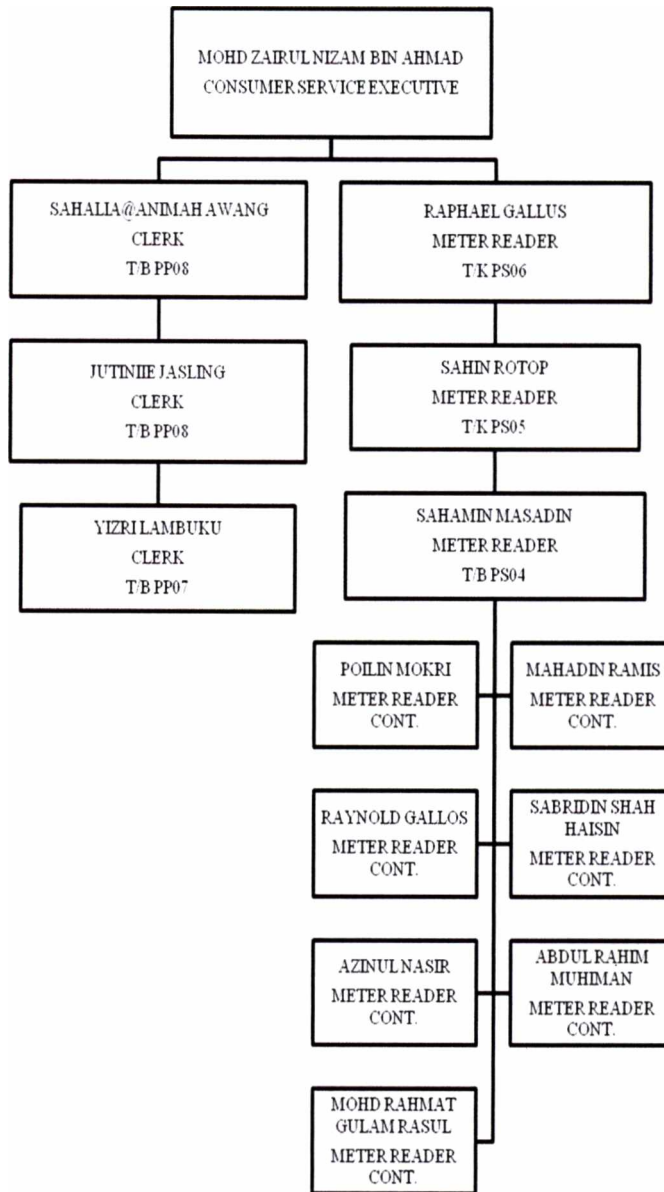 MOHD ZAIRUL NIZAM BIN AHMAD
CONSUMER SERVICE EXECUTIVE
SAHALIA@ANIMAH AWANG
CLERK
T/B PP08
JUTINIIE JASLING
CLERK
T/B PP08
YIZRI LAMBUKU
CLERK
T/B PP07
RAPHAEL GALLUS
METER READER
T/K PS06
SAHIN ROTOP
METER READER
T/K PS05
SAHAMIN MASADIN
METER READER
T/B PS04
POILIN MOKRI
METER READER
CONT.
MAHADIN RAMIS
METER READER
CONT.
RAYNOLD GALLOS
METER READER
CONT.
SABRIDIN SHAH
HAISIN
METER READER
CONT.
AZINUL NASIR
METER READER
CONT.
ABDUL RAHIM
MUHIMAN
METER READER
CONT.
MOHD RAHMAT
GULAM RASUL
METER READER
CONT.